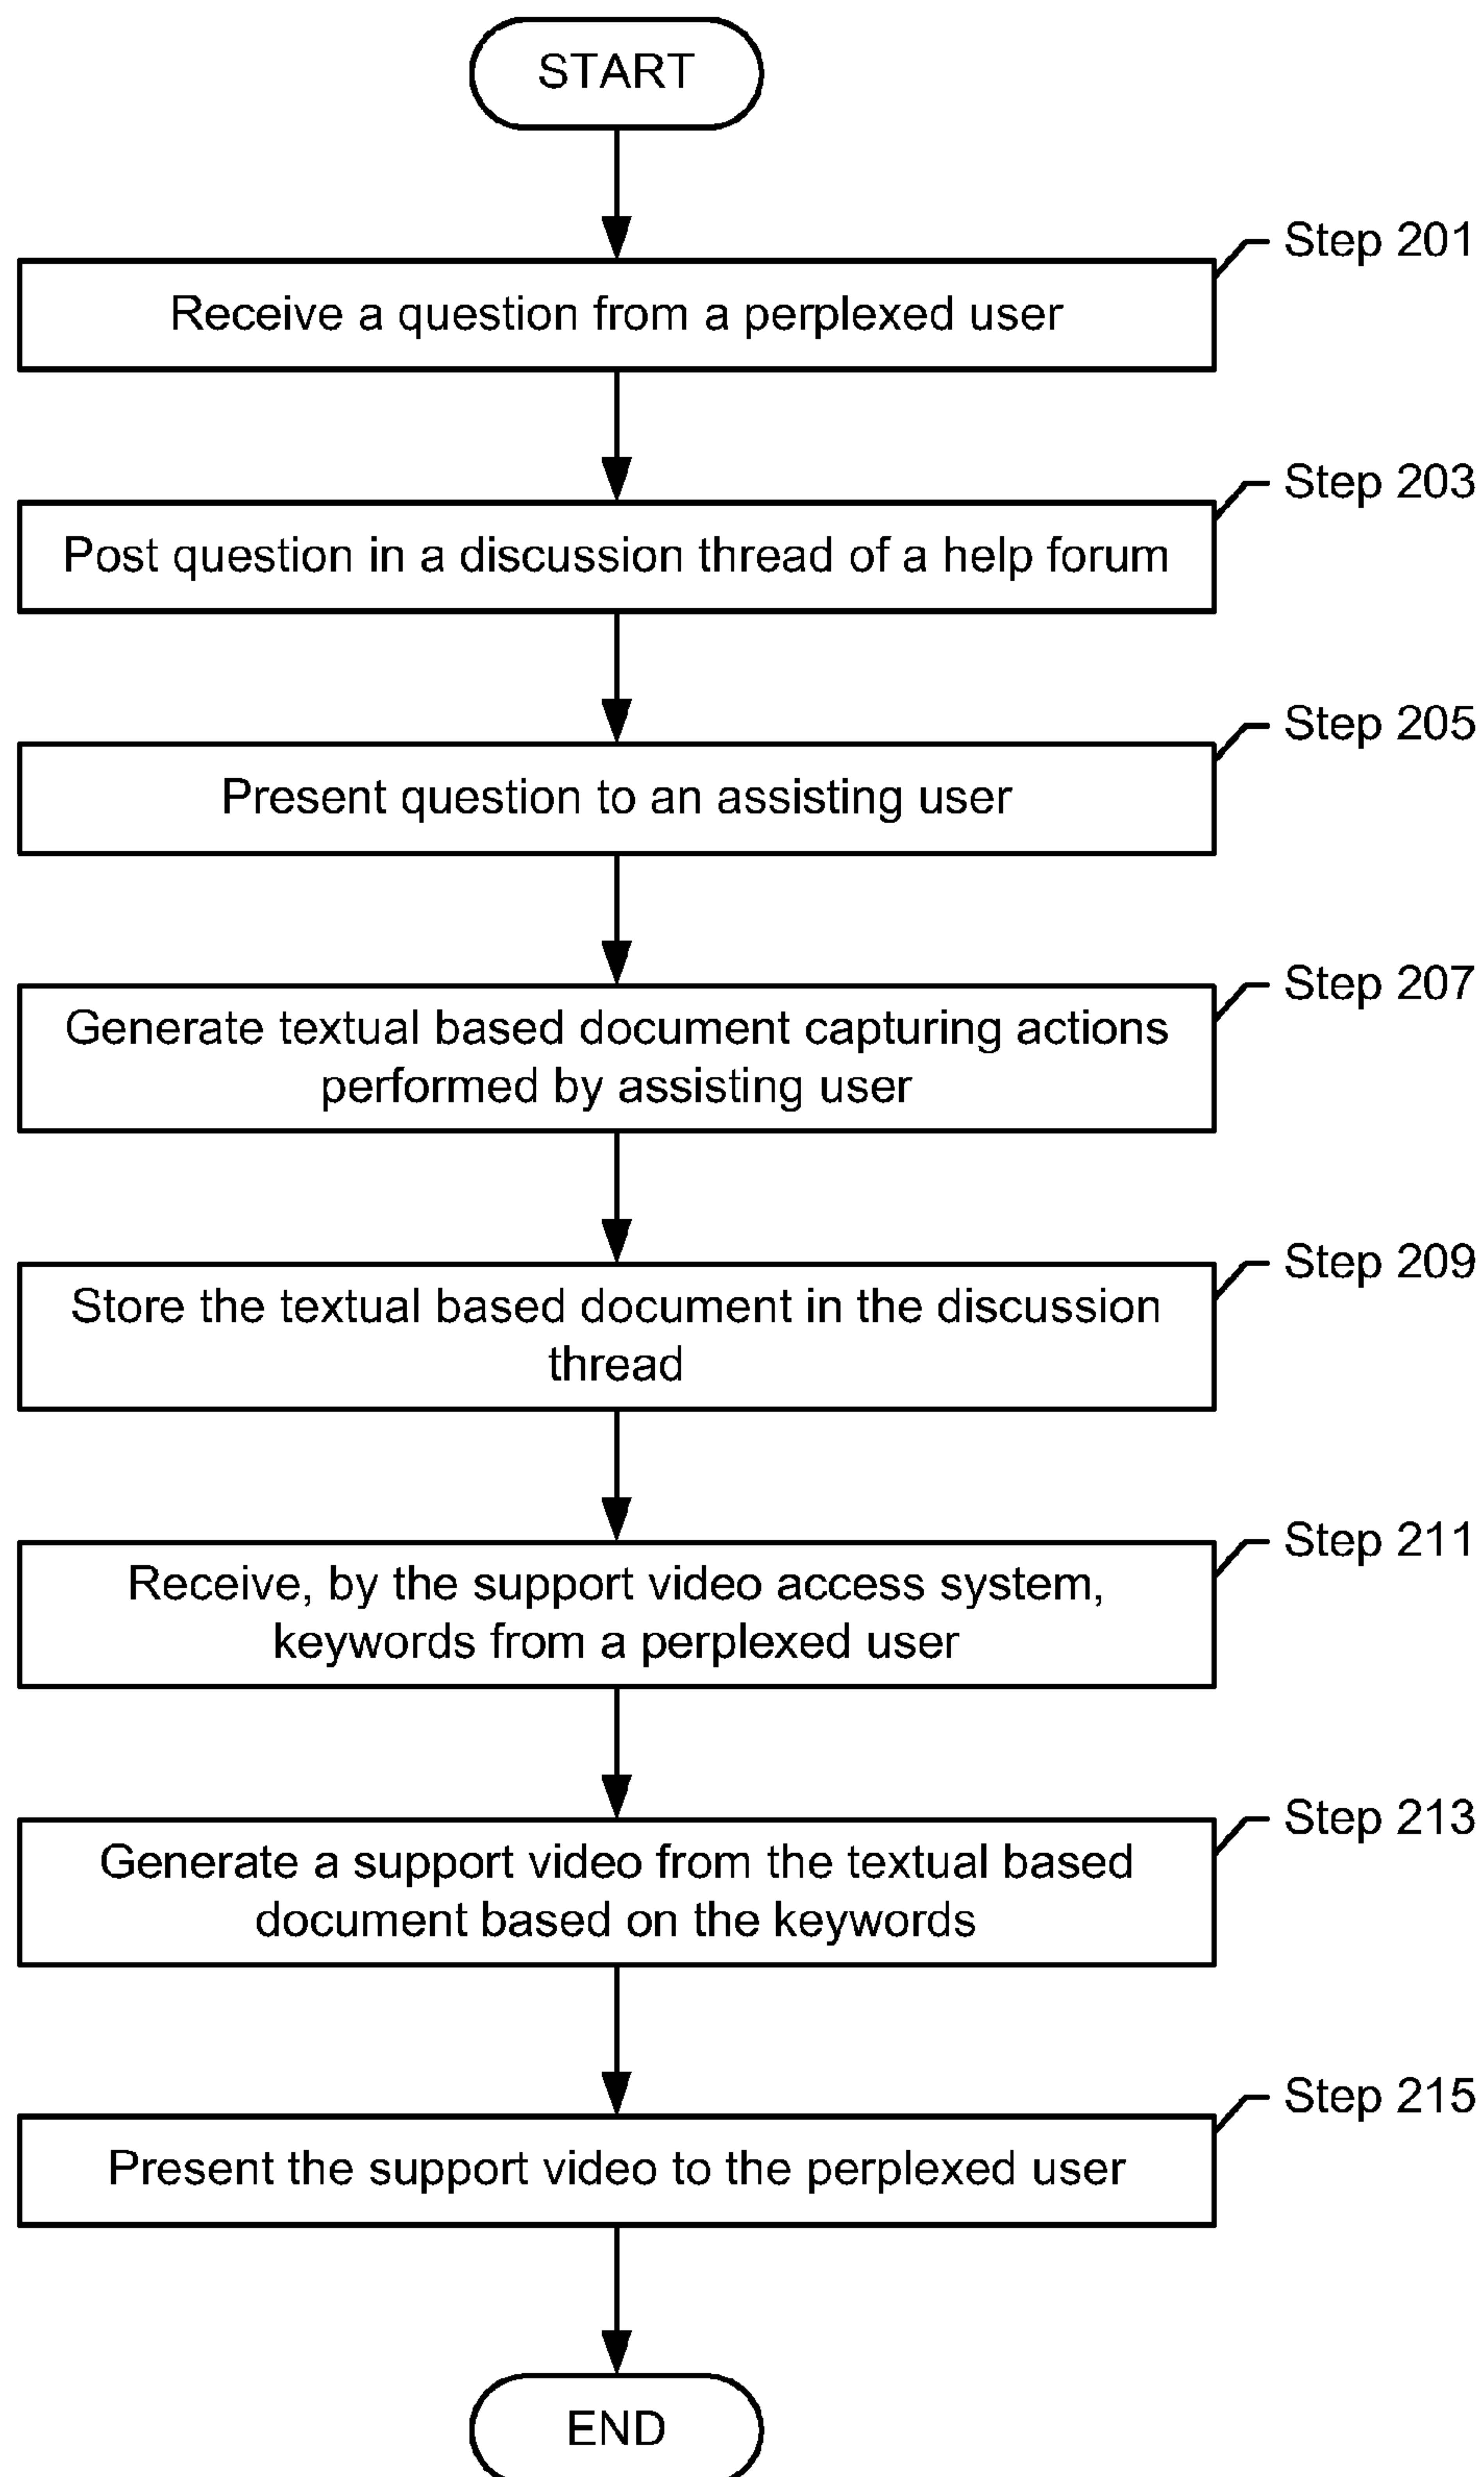 START
Step 201
Receive a question from a perplexed user
Step 203
Post question in a discussion thread of a help forum
Step 205
Present question to an assisting user
Step 207
Generate textual based document capturing actions
performed by assisting user
Step 209
Store the textual based document in the discussion
thread
Step 211
Receive, by the support video access system,
keywords from a perplexed user
Step 213
Generate a support video from the textual based
document based on the keywords
Step 215
Present the support video to the perplexed user
END